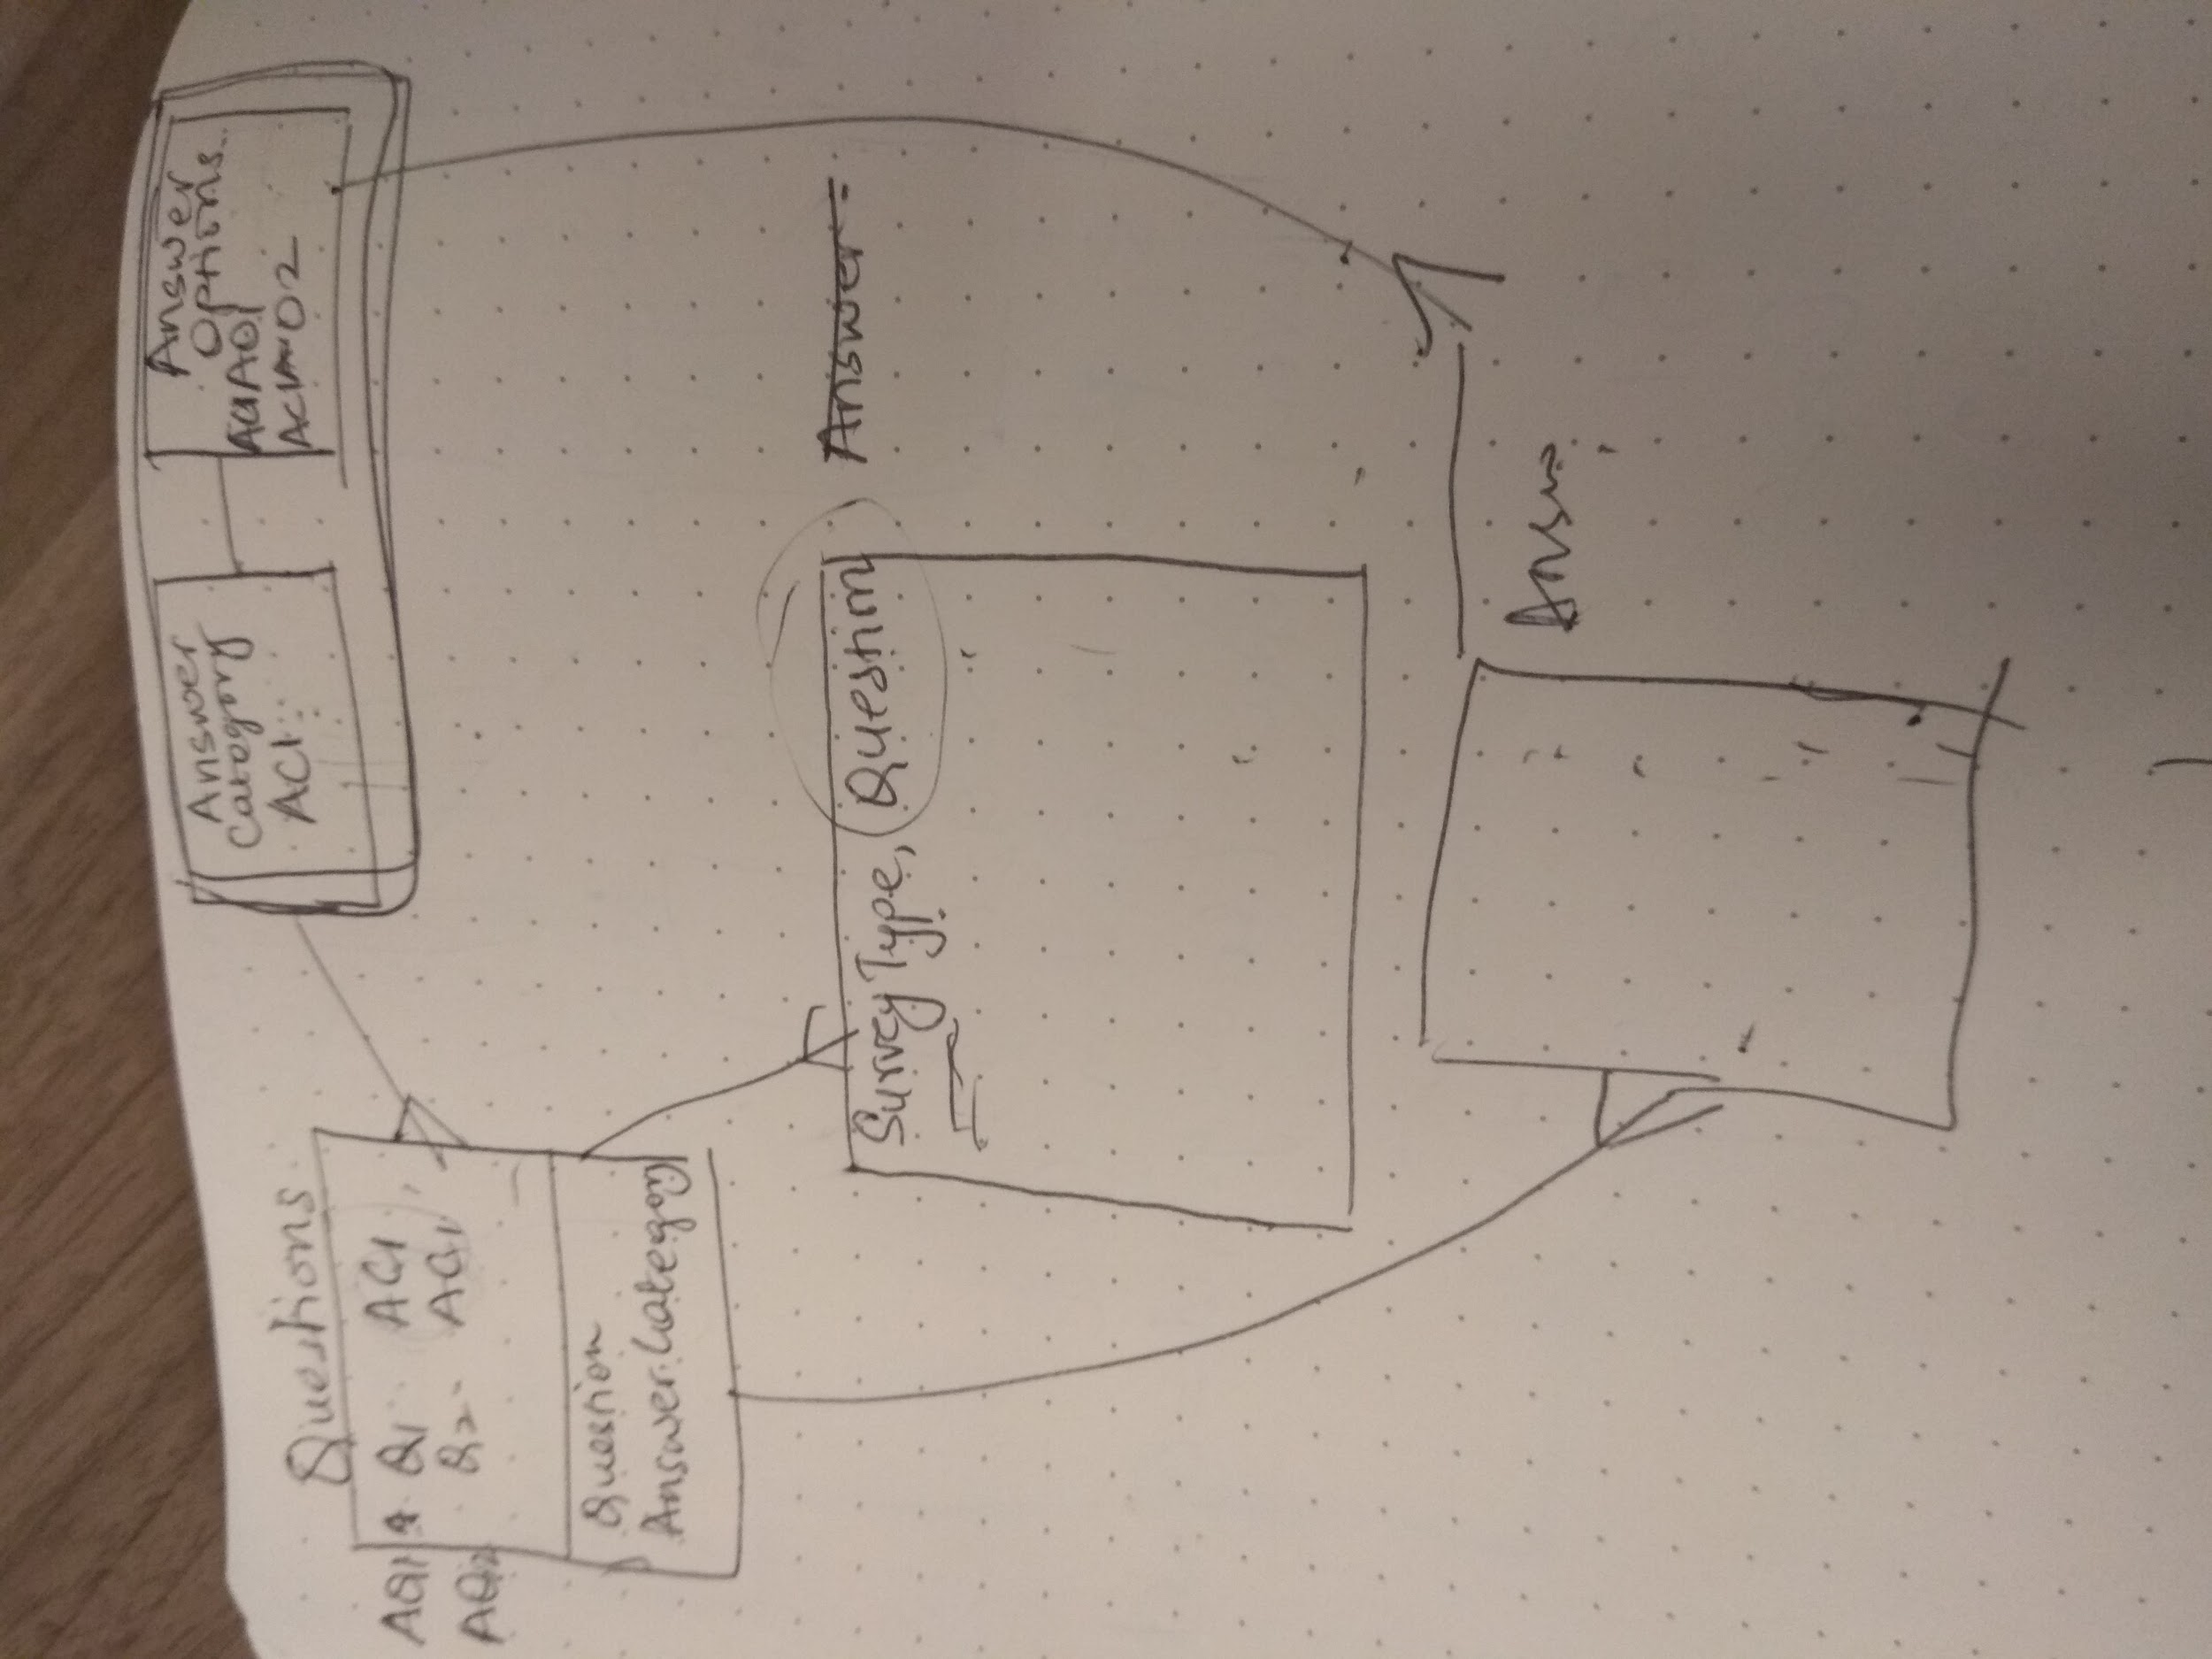 Questions
AQ1 Q1 AC1
AQ2 Q2 AC1
Question
Answer Category
Answer
Category
AC1
Answer
Options
AC1AO1
AC1AO2
Survey Type, Question
Answer